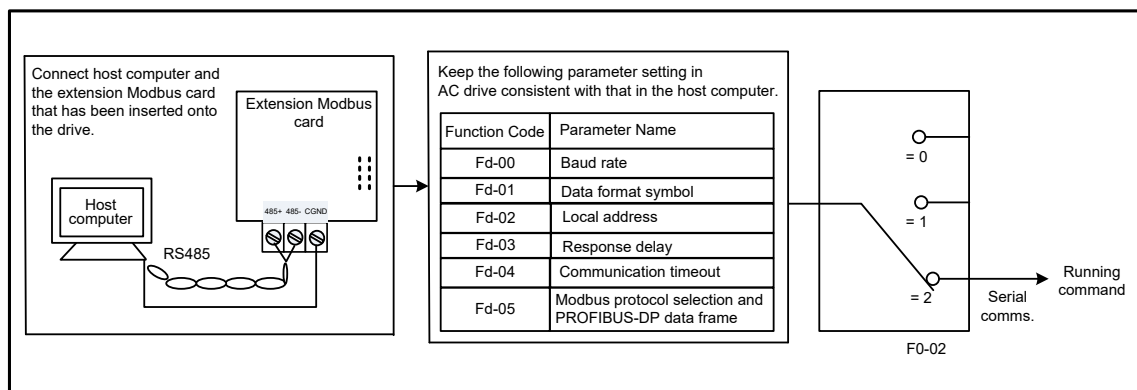 Connect host computer and
the extension Modbus card
that has been inserted onto
the drive.
Extension Modbus
card
485+ 485- CGND
Host
computer
RS485
Keep the following parameter setting in
AC drive consistent with that in the host computer.
Function Code Parameter Name
Fd-00 Baud rate
Fd-01 Data format symbol
Fd-02 Local address
Fd-03 Response delay
Fd-04 Communication timeout
Fd-05 Modbus protocol selection and
PROFIBUS-DP data frame
= 0
= 1
= 2
Serial
comms.
Running
command
F0-02